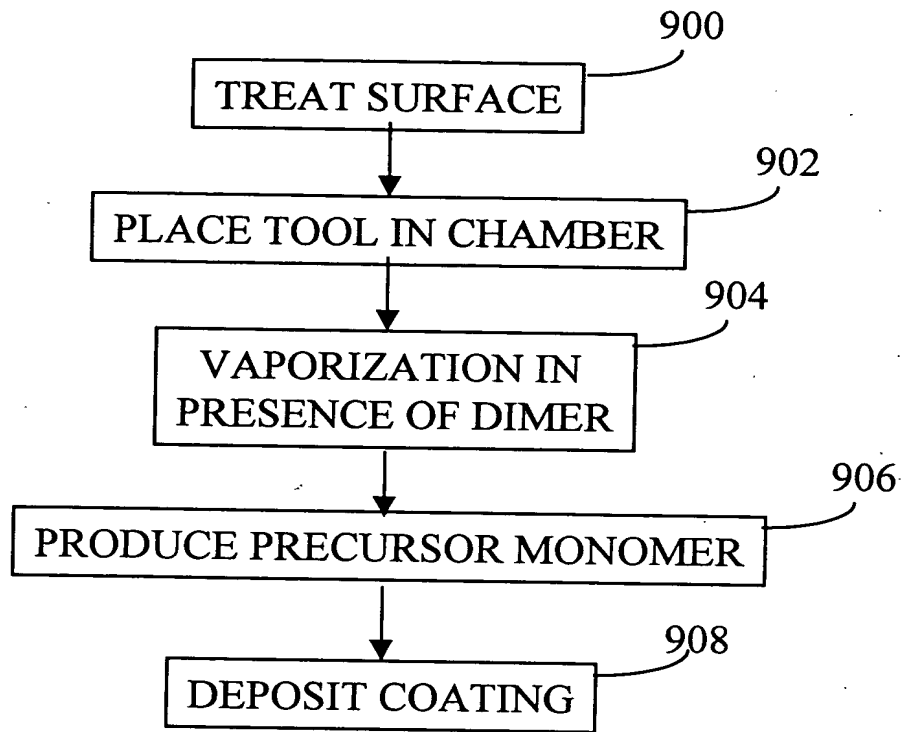 900
TREAT SURFACE
902
PLACE TOOL IN CHAMBER
904
VAPORIZATION IN
PRESENCE OF DIMER
906
PRODUCE PRECURSOR MONOMER
908
DEPOSIT COATING